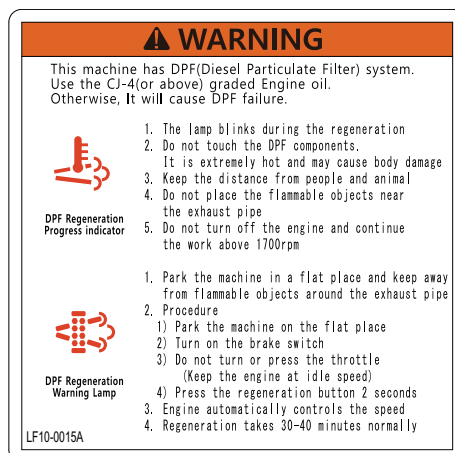 WARNING
This machine has DPF(Diesel Particulate Filter) system.
Use the CJ-4(or above) graded Engine oil.
Otherwise, It will cause DPF failure.
DPF Regeneration
Progress indicator
1. The lamp blinks during the regeneration
2. Do not touch the DPF components.
It is extremely hot and may cause body damage
3. Keep the distance from people and animal
4. Do not place the flammable objects near
the exhaust pipe
5. Do not turn off the engine and continue
the work above 1700rpm
DPF Regeneration
Warning Lamp
1. Park the machine in a flat place and keep away
from flammable objects around the exhaust pipe
2. Procedure
1) Park the machine on the flat place
2) Turn on the brake switch
3) Do not turn or press the throttle
(Keep the engine at idle speed)
4) Press the regeneration button 2 seconds
3. Engine automatically controls the speed
4. Regeneration takes 30-40 minutes normally
LF10-0015A